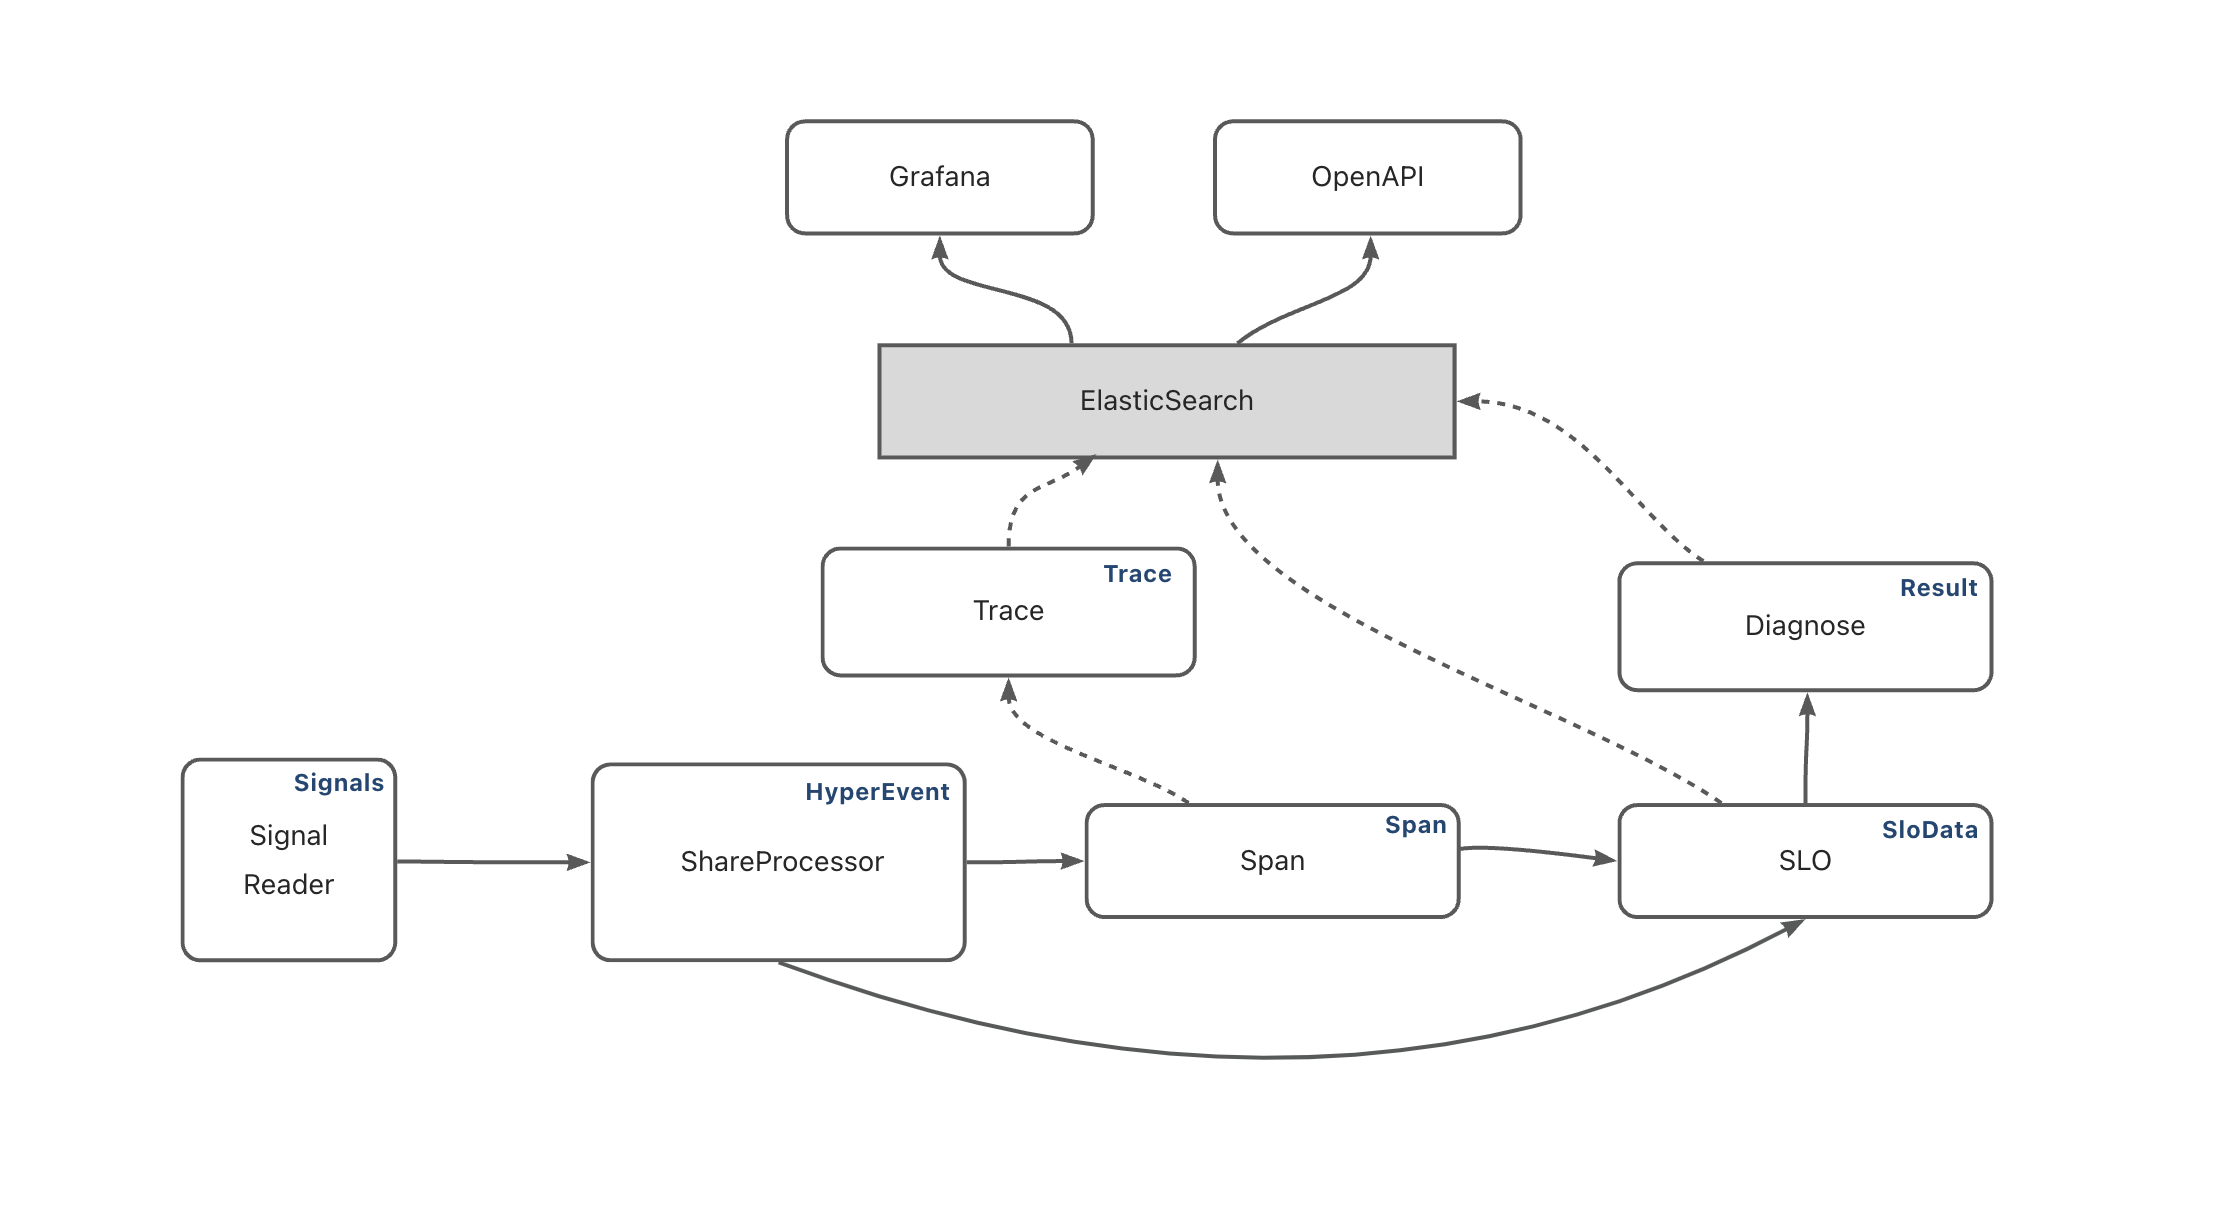 Grafana
OpenAPI
ElasticSearch
Trace
Trace
Result
Diagnose
Signals
Signal
Reader
HyperEvent
ShareProcessor
Span
Span
SloData
SLO